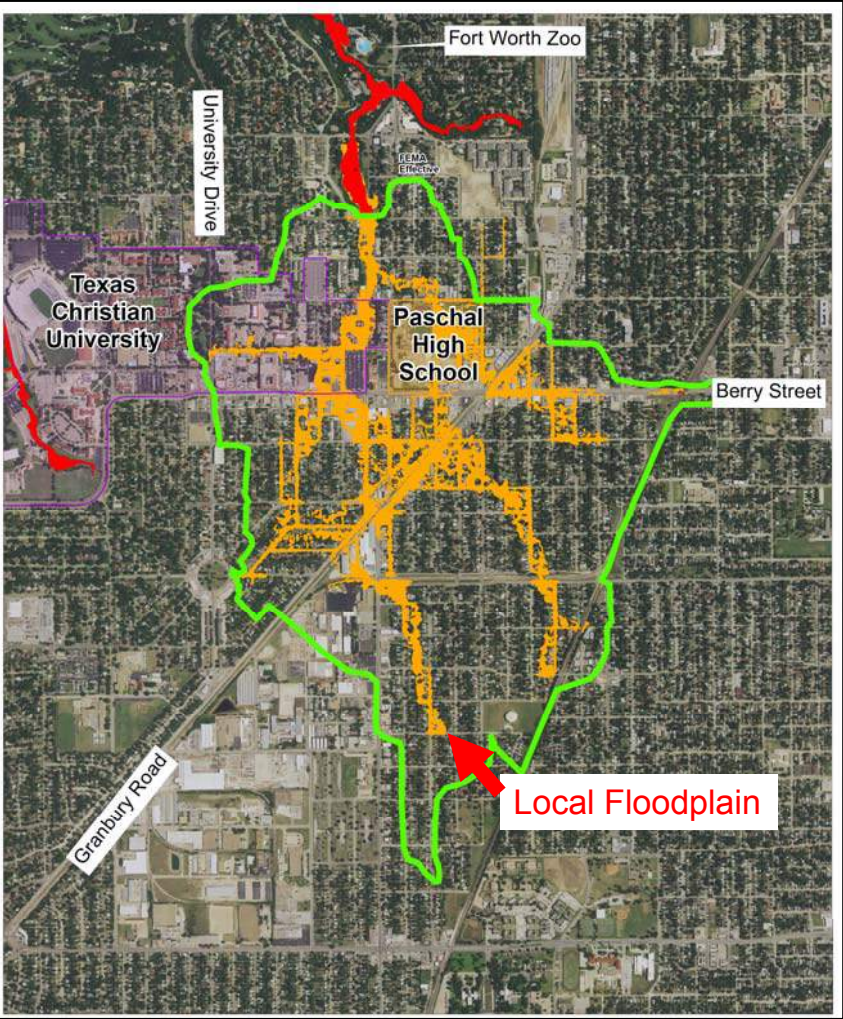 Fort Worth Zoo
University Drive
FEMA
Effective
Texas
Christian
University
Paschal
High
School
Berry Street
Local Floodplain
Granbury Road